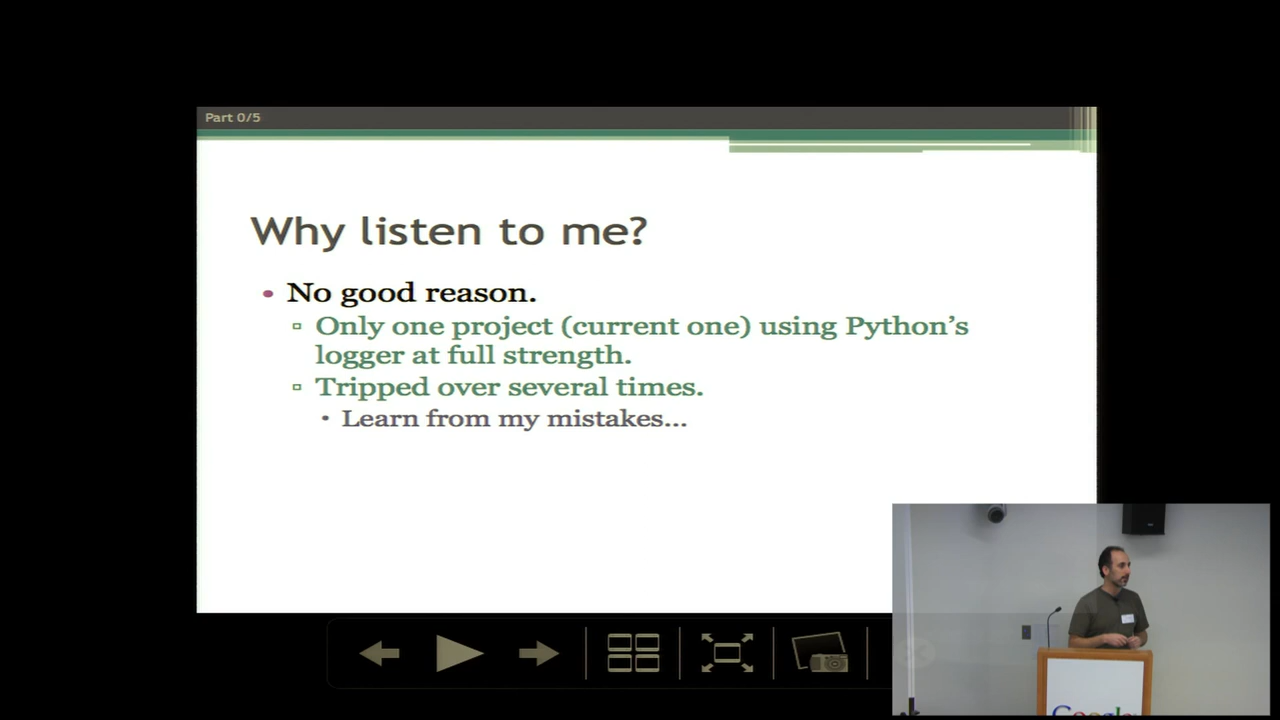 Part 0/5
Why listen to me?
• No good reason.
▫ Only one project (current one) using Python's
logger at full strength.
▫ Tripped over several times.
• Learn from my mistakes...
Google